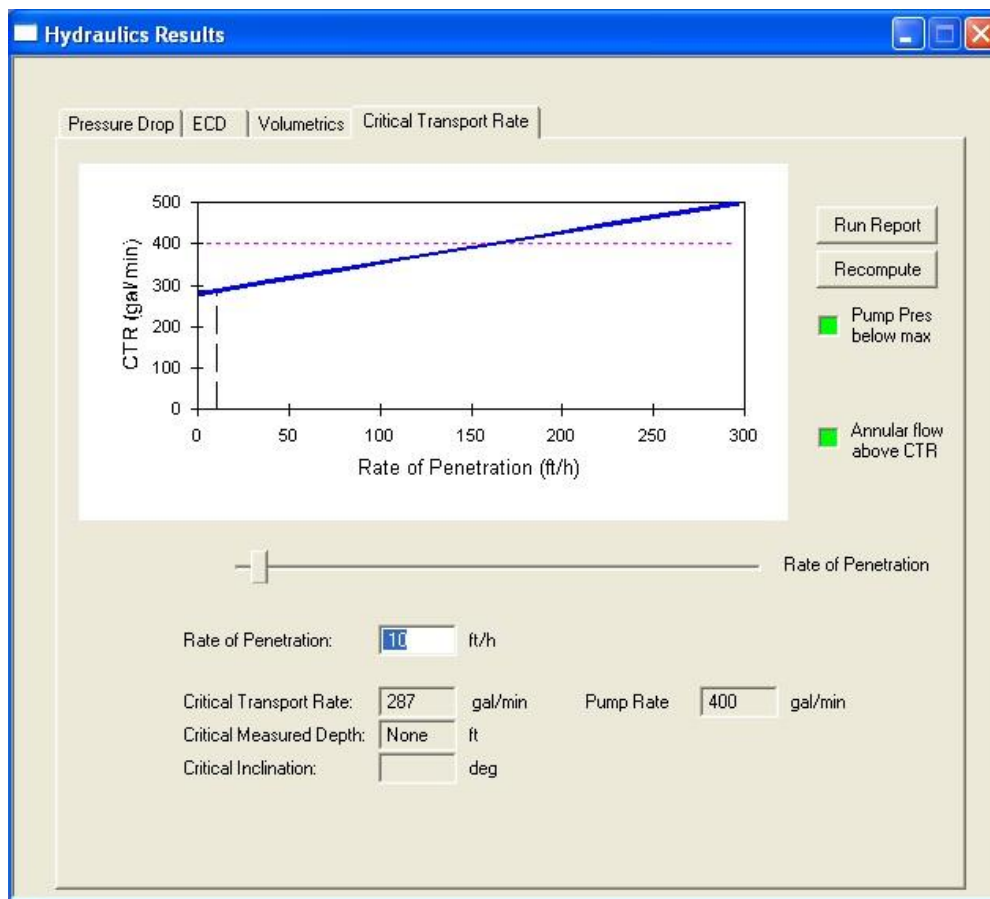 Hydraulics Results
Pressure Drop ECD Volumetrics Critical Transport Rate
500
400
300
200
100
0
CTR (gal/min)
0 50 100 150 200 250 300
Rate of Penetration (ft/h)
Run Report
Recompute
Pump Pres
below max
Annular flow
above CTR
Rate of Penetration
Rate of Penetration: 10 ft/h
Critical Transport Rate: 287 gal/min Pump Rate 400 gal/min
Critical Measured Depth: None ft
Critical Inclination: deg